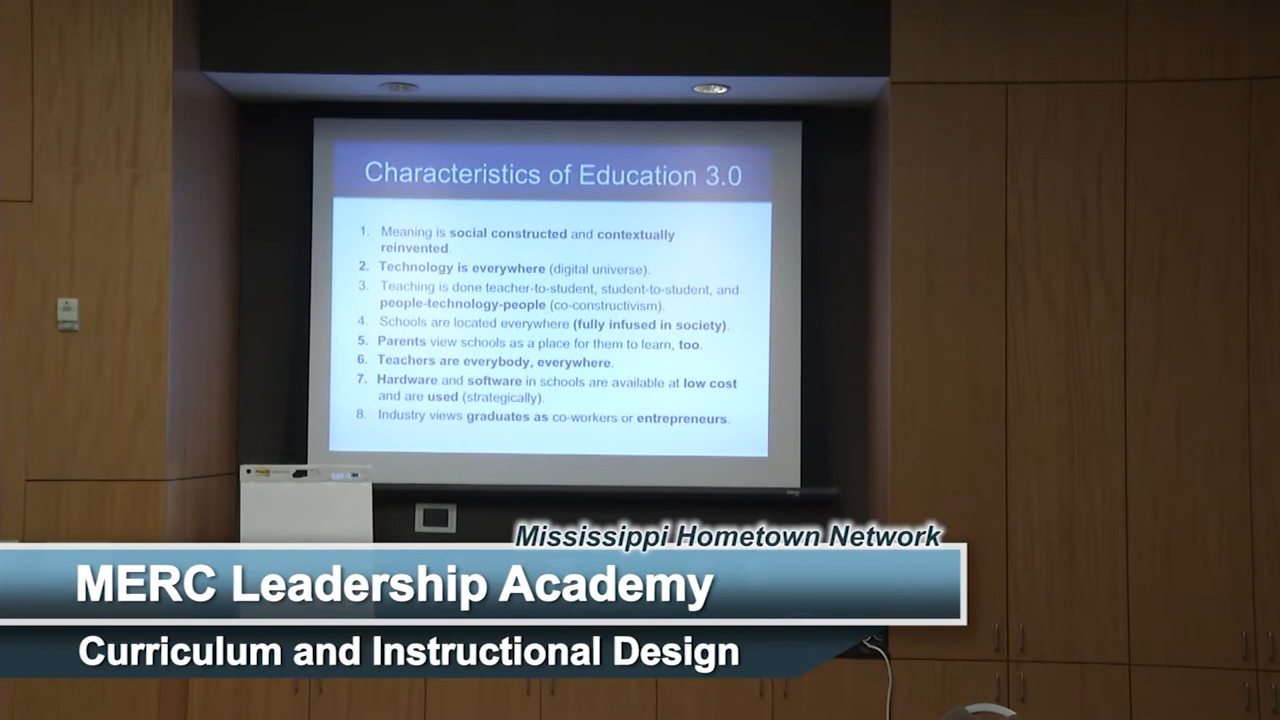 Characteristics of Education 3.0
1. Meaning is social constructed and contextually
reinvented.
2. Technology is everywhere (digital universe).
3. Teaching is done teacher-to-student, student-to-student, and
people-technology-people (co-constructivism).
4. Schools are located everywhere (fully infused in society).
5. Parents view schools as a place for them to learn, too.
6. Teachers are everybody, everywhere.
7. Hardware and software in schools are available at low cost
and are used (strategically).
8. Industry views graduates as co-workers or entrepreneurs.
Mississippi Hometown Network
MERC Leadership Academy
Curriculum and Instructional Design